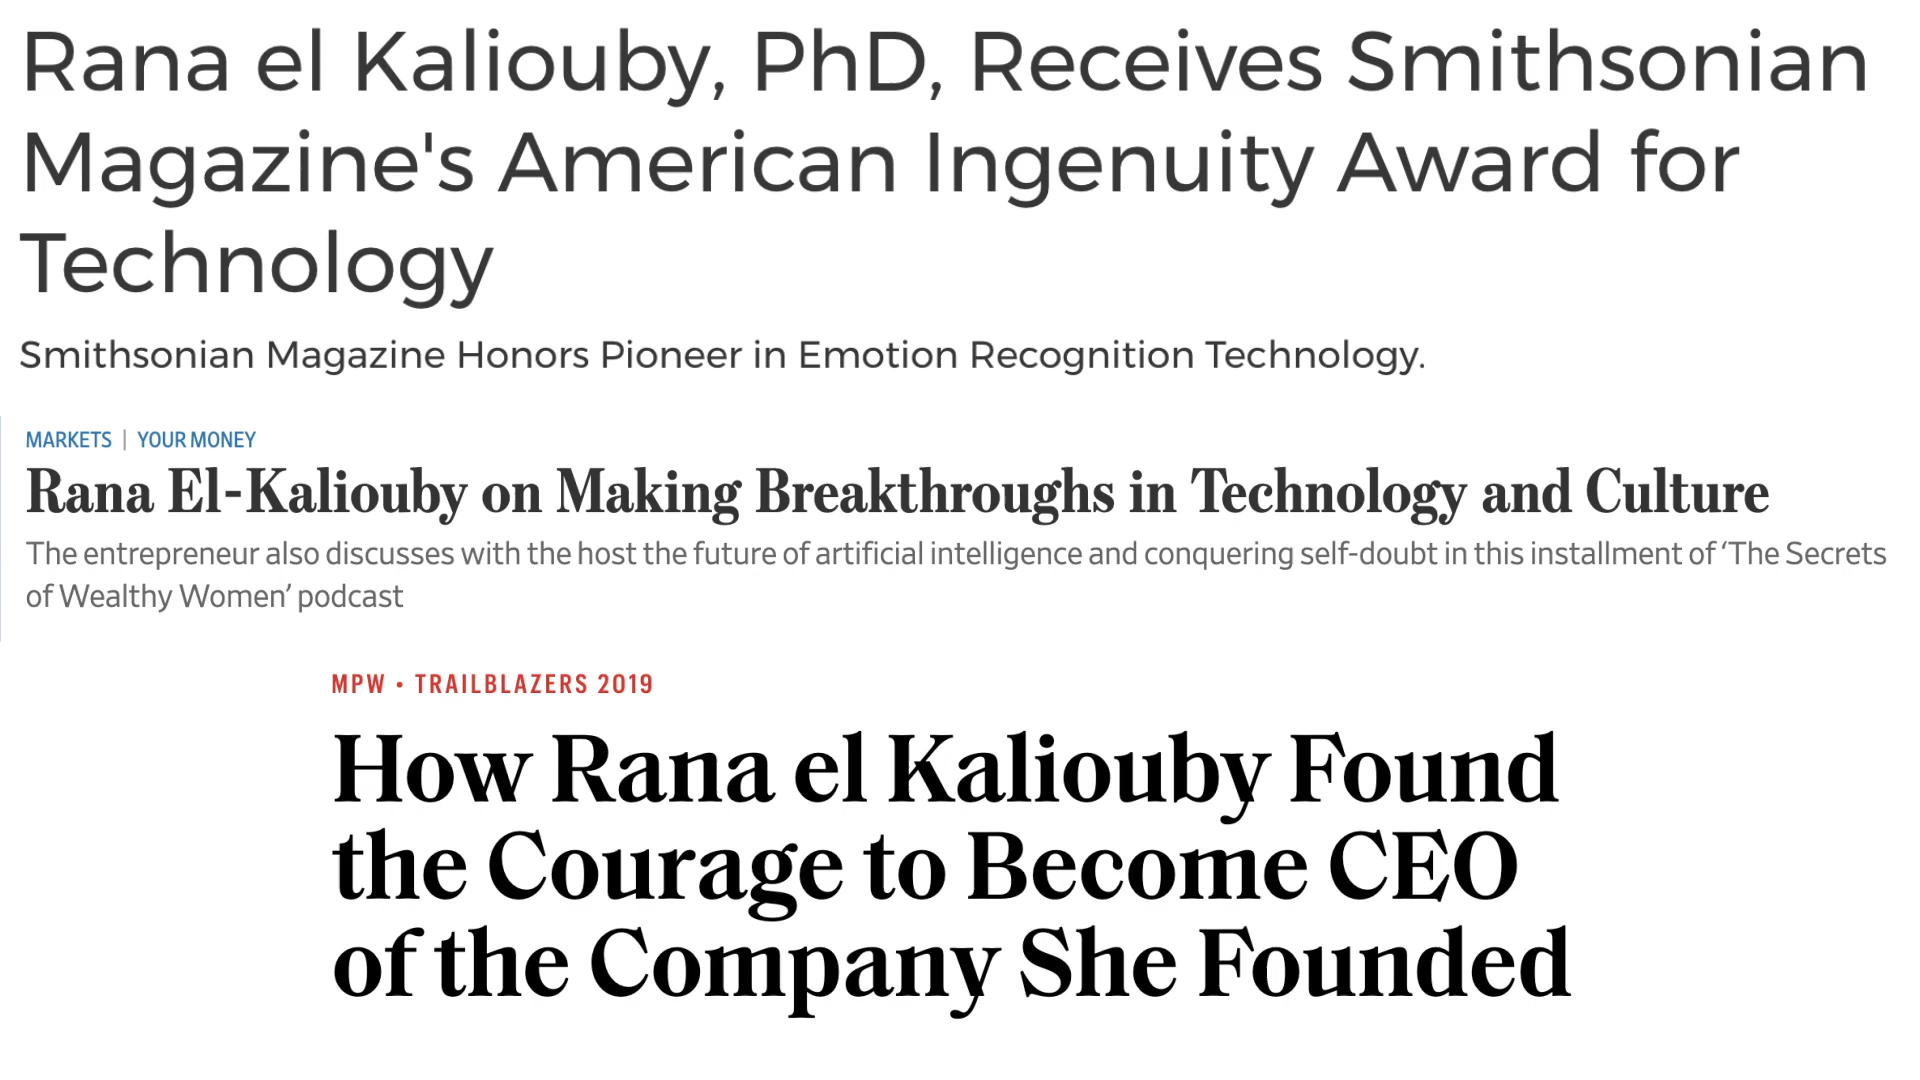 Rana el Kaliouby, PhD, Receives Smithsonian
Magazine's American Ingenuity Award for
Technology
Smithsonian Magazine Honors Pioneer in Emotion Recognition Technology.
MARKETS | YOUR MONEY
Rana El-Kaliouby on Making Breakthroughs in Technology and Culture
The entrepreneur also discusses with the host the future of artificial intelligence and conquering self-doubt in this installment of ‘The Secrets
of Wealthy Women’ podcast
MPW • TRAILBLAZERS 2019
How Rana el Kaliouby Found
the Courage to Become CEO
of the Company She Founded